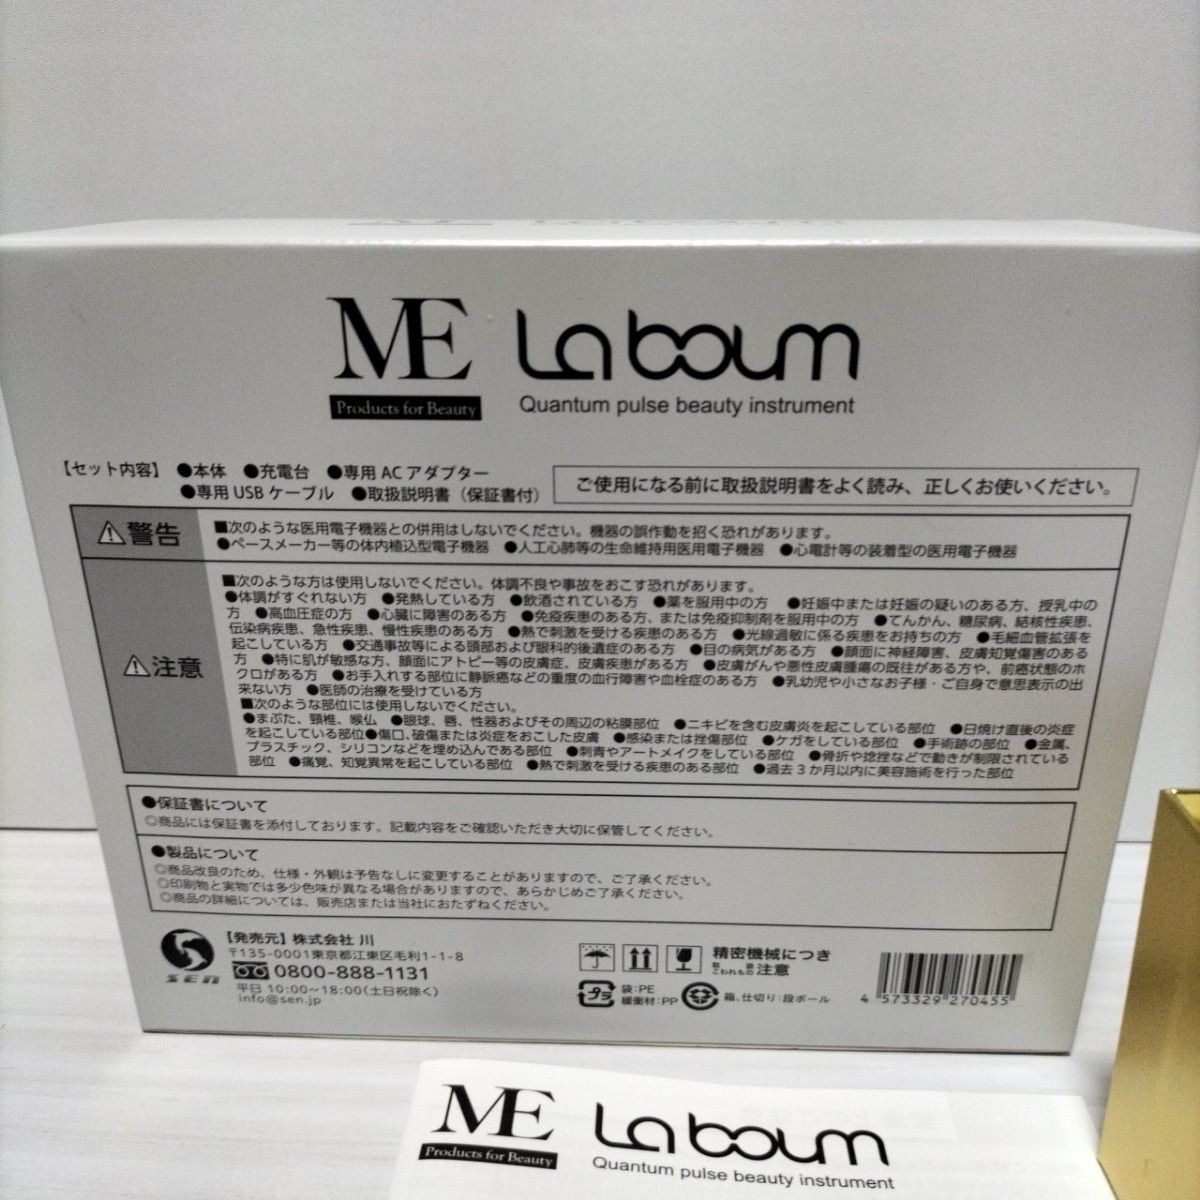 ME La boum
Products for Beauty
Quantum pulse beauty instrument
【セット内容】 ●本体 ●充電台 ●専用ACアダプター
●専用USBケーブル ●取扱説明書(保証書付)
ご使用になる前に取扱説明書をよく読み、正しくお使いください。
警告
■次のような医用電子機器との併用はしないでください。機器の誤作動を招く恐れがあります。
●ペースメーカー等の体内植込型電子機器 ●人工心肺等の生命維持用医用電子機器 ●心電計等の装着型の医用電子機器
注意
■次のような方は使用しないでください。体調不良や事故をおこす恐れがあります。
●体調がすぐれない方 ●発熱している方 ●飲酒されている方 ●薬を服用中の方 ●妊娠中または妊娠の疑いのある方、授乳中の
方 ●高血圧症の方 ●心臓に障害のある方 ●免疫疾患のある方、または免疫抑制剤を服用中の方 ●てんかん、糖尿病、結核性疾患、
伝染病疾患、急性疾患、慢性疾患のある方 ●熱で刺激を受ける疾患のある方 ●光線過敏に係る疾患をお持ちの方 ●毛細血管拡張を
起こしている方 ●交通事故等による頭部および眼科的後遺症のある方 ●目の病気がある方 ●顔面に神経障害、皮膚知覚傷害のある
方 ●特に肌が敏感な方、顔面にアトピー等の皮膚症、皮膚疾患がある方 ●皮膚がんや悪性皮膚腫瘍の既往がある方や、前癌状態のホ
クロがある方 ●お手入れする部位に静脈瘤などの重度の血行障害や血栓症のある方 ●乳幼児や小さなお子様・ご自身で意思表示の出
来ない方 ●医師の治療を受けている方
■次のような部位には使用しないでください。
●まぶた、頸椎、喉仏 ●眼球、唇、性器およびその周辺の粘膜部位 ●ニキビを含む皮膚炎を起こしている部位 ●日焼け直後の炎症
を起こしている部位●傷口、破傷または炎症をおこした皮膚 ●感染または挫傷部位 ●ケガをしている部位 ●手術跡の部位 ●金属、
プラスチック、シリコンなどを埋め込んである部位 ●刺青やアートメイクをしている部位 ●骨折や捻挫などで動きが制限されている
部位 ●痛覚、知覚異常を起こしている部位 ●熱で刺激を受ける疾患のある部位 ●過去3か月以内に美容施術を行った部位
●保証書について
◎商品には保証書を添付しております。記載内容をご確認いただき大切に保管してください。
●製品について
◎商品改良のため、仕様・外観は予告なしに変更することがありますので、ご了承ください。
◎印刷物と実物では多少色味が異なる場合がありますので、あらかじめご了承ください。
◎商品の詳細については、販売店または当社におたずねください。
SEN
【発売元】株式会社 川
〒135-0001東京都江東区毛利1-1-8
0800-888-1131
平日 10:00～18:00(土日祝除く)
info@sen.jp
精密機械につき
取扱注意
こわれもの
プラ
袋:PE
緩衝材:PP
箱、仕切り:段ボール
4 573329 270455
ME La boum
Products for Beauty
Quantum pulse beauty instrument